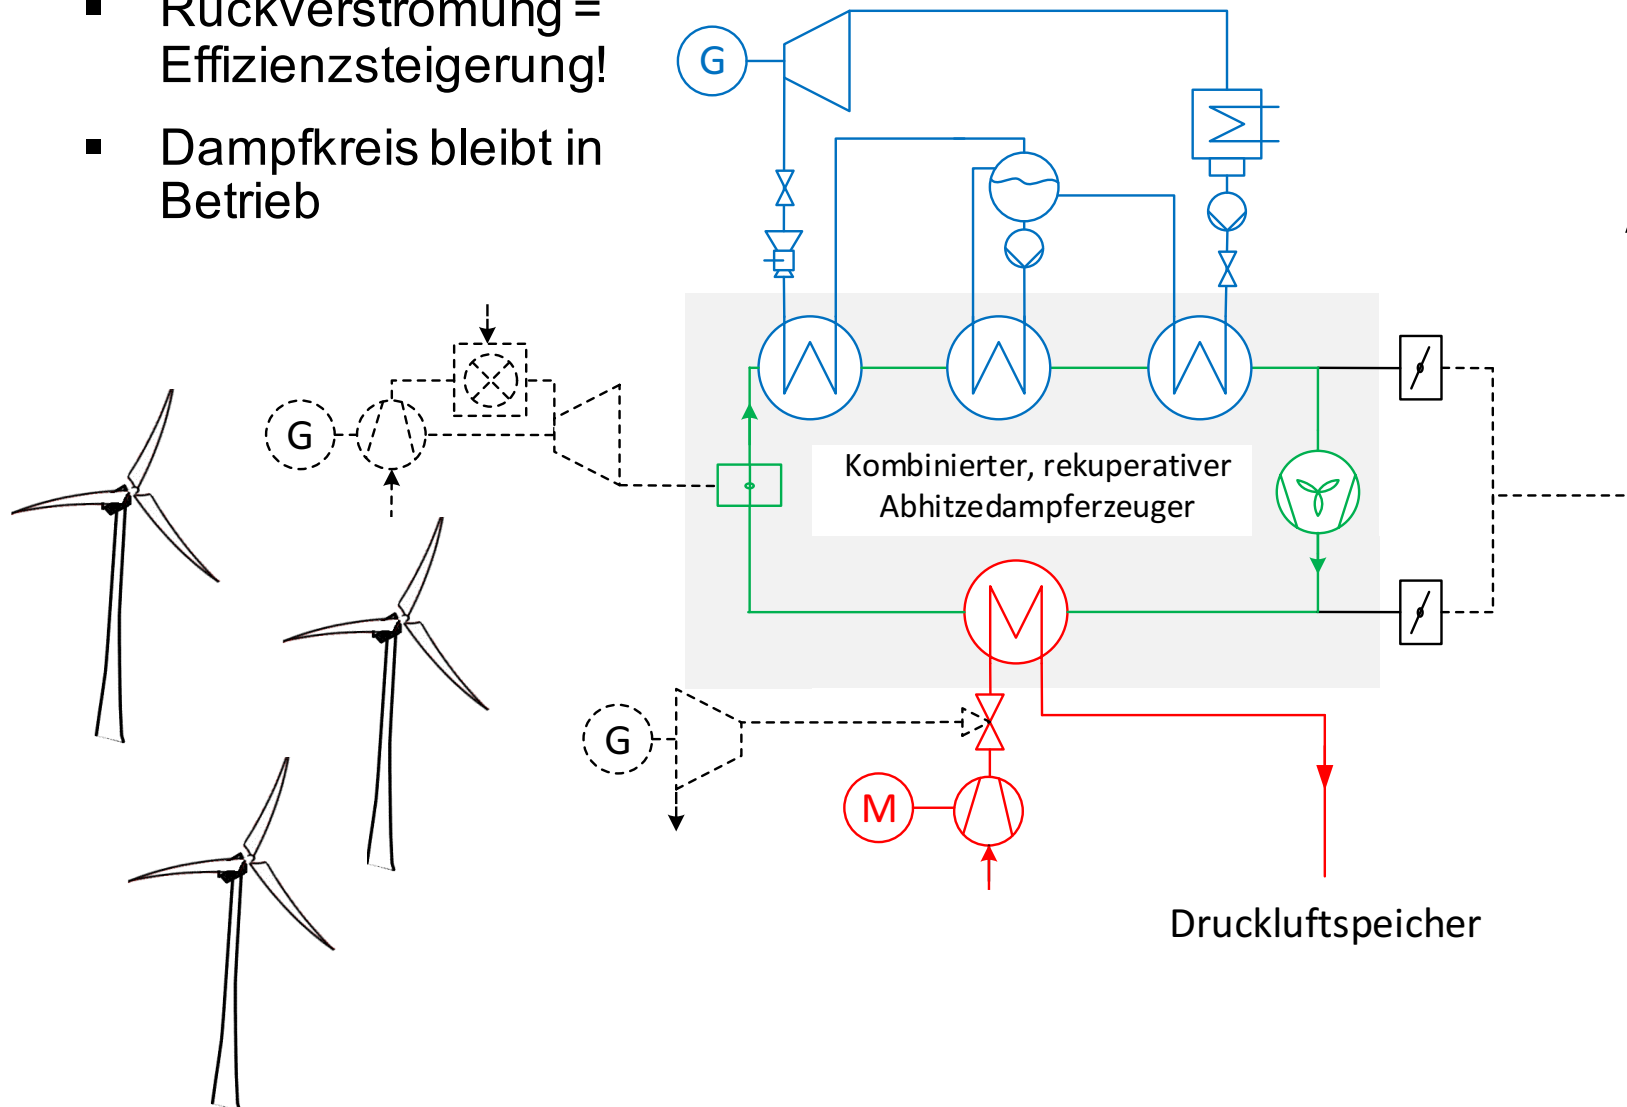 Rückverstromung =
Effizienzsteigerung!
Dampfkreis bleibt in
Betrieb
G
G
Kombinierter, rekuperativer
Abhitzedampferzeuger
G
M
Druckluftspeicher